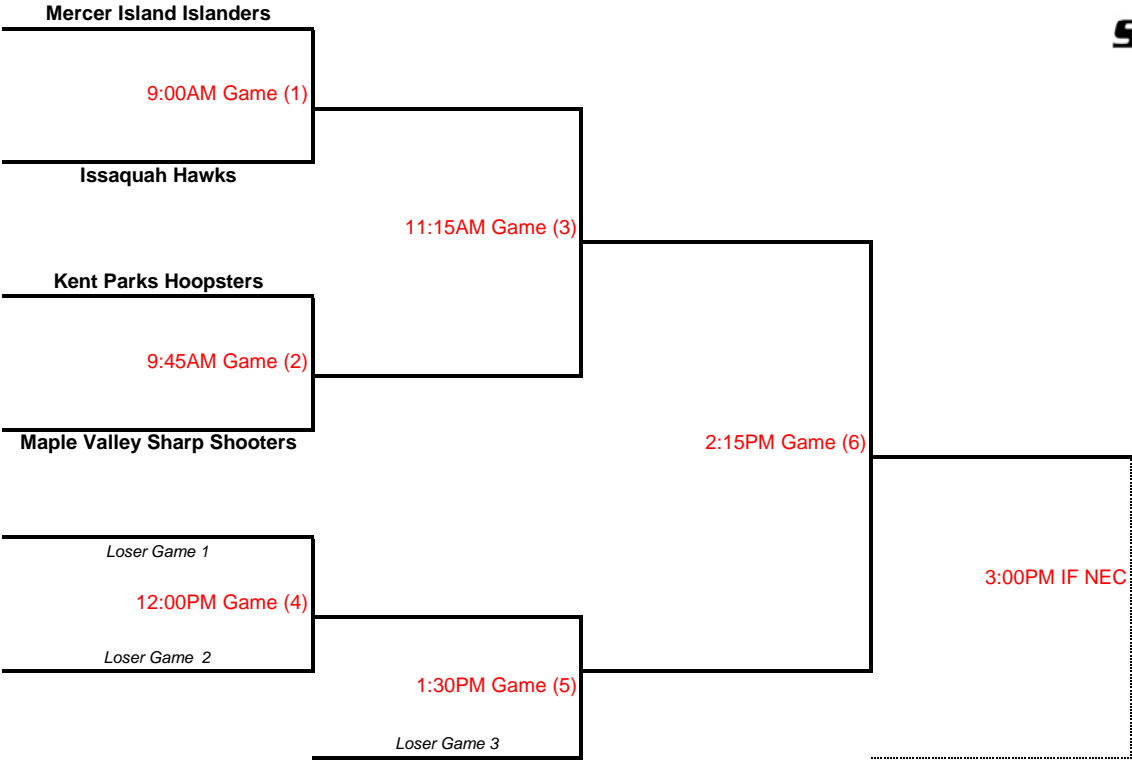 Mercer Island Islanders
9:00AM Game (1)
Issaquah Hawks
11:15AM Game (3)
Kent Parks Hoopsters
9:45AM Game (2)
Maple Valley Sharp Shooters
2:15PM Game (6)
Loser Game 1
3:00PM IF NEC
12:00PM Game (4)
Loser Game  2
1:30PM Game (5)
Loser Game 3